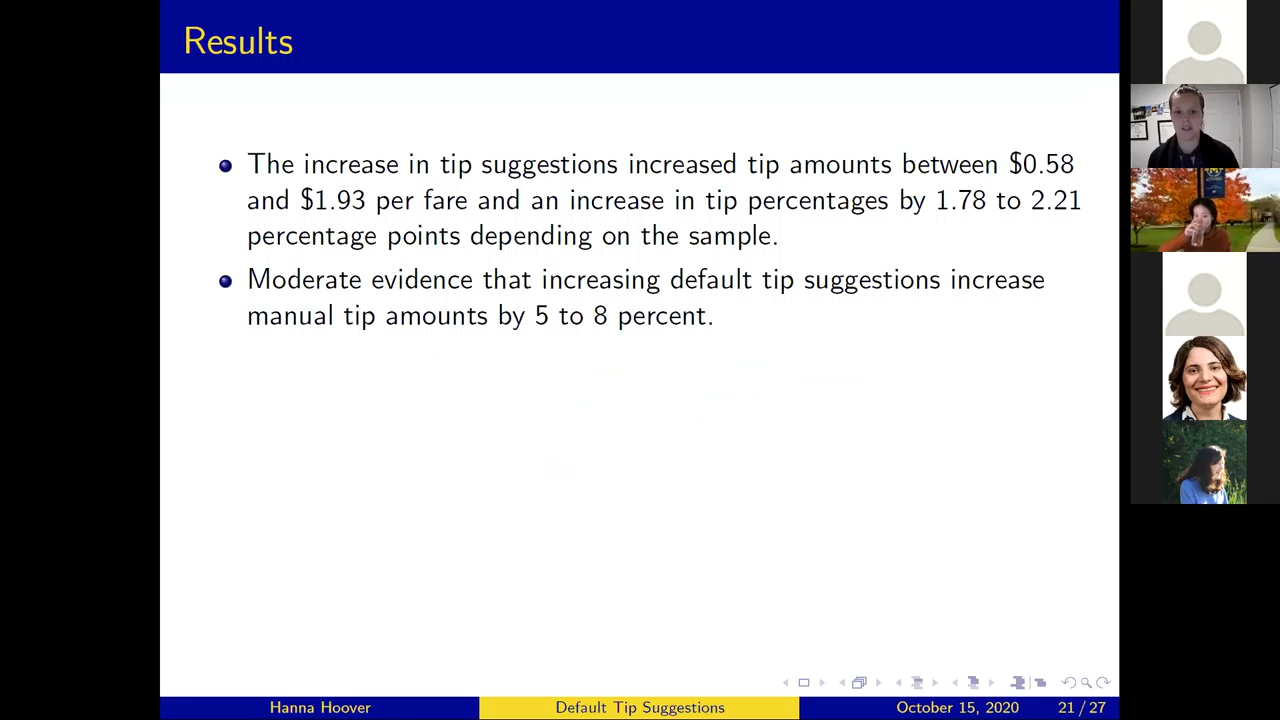 Results
The increase in tip suggestions increased tip amounts between $0.58
and $1.93 per fare and an increase in tip percentages by 1.78 to 2.21
percentage points depending on the sample.
Moderate evidence that increasing default tip suggestions increase
manual tip amounts by 5 to 8 percent.
Hanna Hoover
Default Tip Suggestions
October 15, 2020
21 / 27